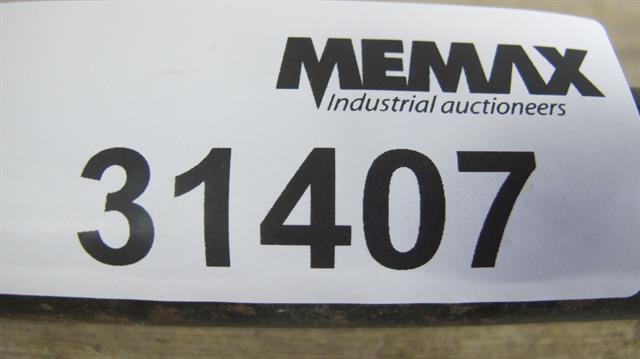 MEMAX
Industrial auctioneers
31407